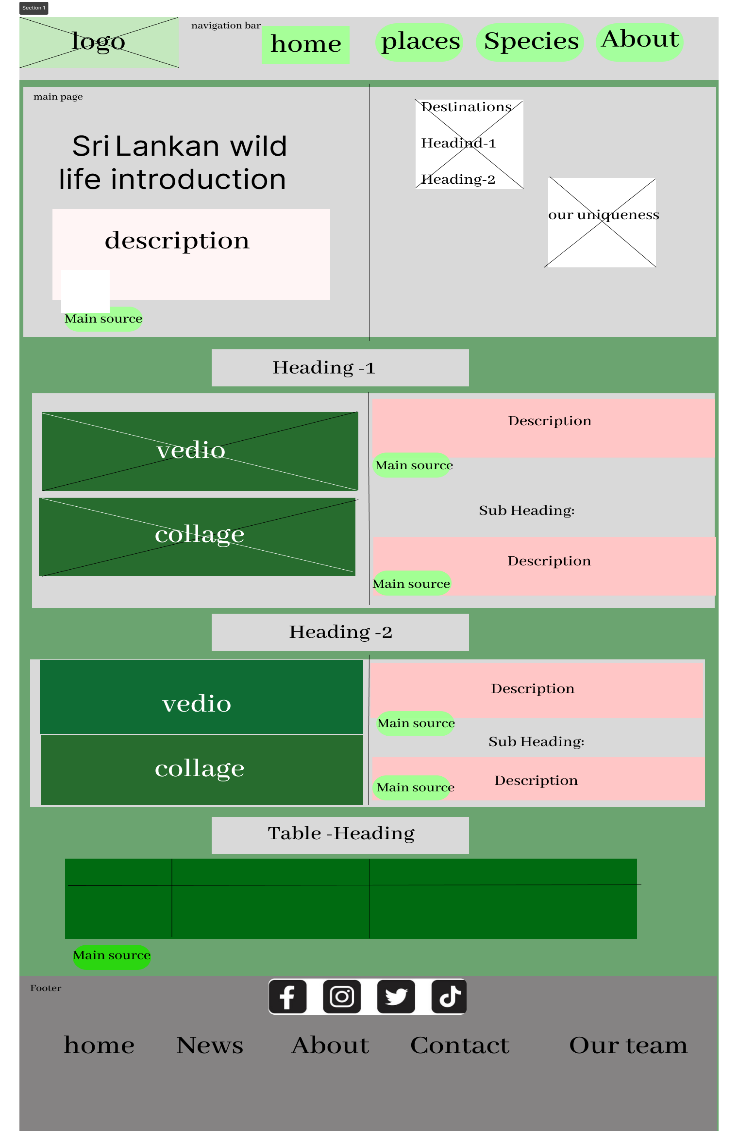 Section 1
logo
navigation bar
home
places
Species
About
main page
Sri Lankan wild
life introduction
description
Main source
Destinations
Headind-1
Heading-2
our uniqueness
Heading -1
vedio
collage
Description
Main source
Sub Heading:
Description
Main source
Heading -2
vedio
collage
Description
Main source
Sub Heading:
Description
Main source
Table -Heading
Main source
Footer
home News About Contact Our team